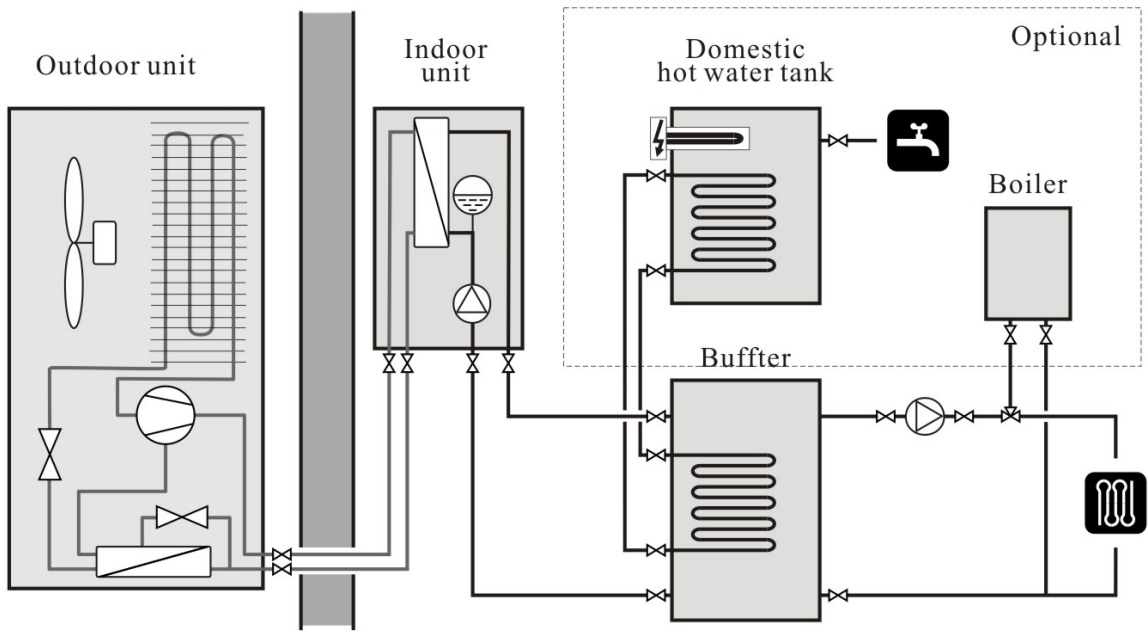 Outdoor unit
Indoor
unit
Domestic
hot water tank
Optional
Boiler
Buffter